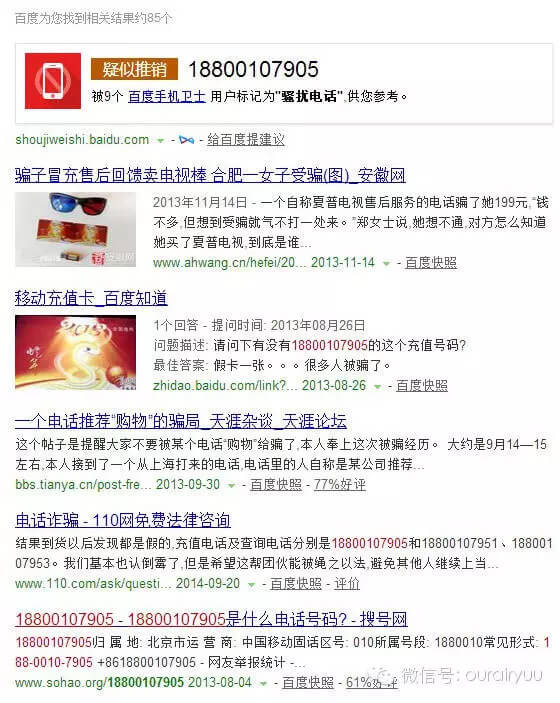 百度为您找到相关结果约85个
疑似推销 18800107905
被9个 百度手机卫士 用户标记为"骚扰电话",供您参考。
shoujiweishi.baidu.com - 给百度提建议
骗子冒充售后回馈卖电视棒 合肥一女子受骗(图)_安徽网
2013年11月14日 - 一个自称夏普电视售后服务的电话骗了她199元,“钱
不多,但想到受骗就气不打一处来。”郑女士说,她想不通,对方怎么知道
她买了夏普电视,到底是谁...
www.ahwang.cn/hefei/20... 2013-11-14 - 百度快照
移动充值卡_百度知道
1个回答 - 提问时间: 2013年08月26日
问题描述: 请问下有没有18800107905的这个充值号码?
最佳答案: 假卡一张。。。很多人被骗了。
zhidao.baidu.com/link?... 2013-08-26 - 百度快照
一个电话推荐“购物”的骗局_天涯杂谈_天涯论坛
这个帖子是提醒大家不要被某个电话“购物”给骗了,本人奉上这次被骗经历。 大约是9月14—15
左右,本人接到了一个从上海打来的电话,电话里的人自称是某公司推荐...
bbs.tianya.cn/post-fre... 2013-09-30 - 百度快照 - 77%好评
电话诈骗 - 110网免费法律咨询
结果到货以后发现都是假的,充值电话及查询电话分别是18800107905和18800107951、188001
07953。我们基本也认倒霉了,但是希望这帮团伙能被绳之以法,避免其他人继续上当...
www.110.com/ask/questi... 2014-09-20 - 百度快照 - 评价
18800107905 - 18800107905是什么电话号码? - 搜号网
18800107905归 属 地: 北京市运 营 商: 中国移动固话区号: 010所属号段: 1880010常见形式: 1
88-0010-7905 +8618800107905 - 网友举报统计 -...
www.sohao.org/18800107905 2013-08-04 - 百度快照 - 61%好评
微信号: ourairyuu